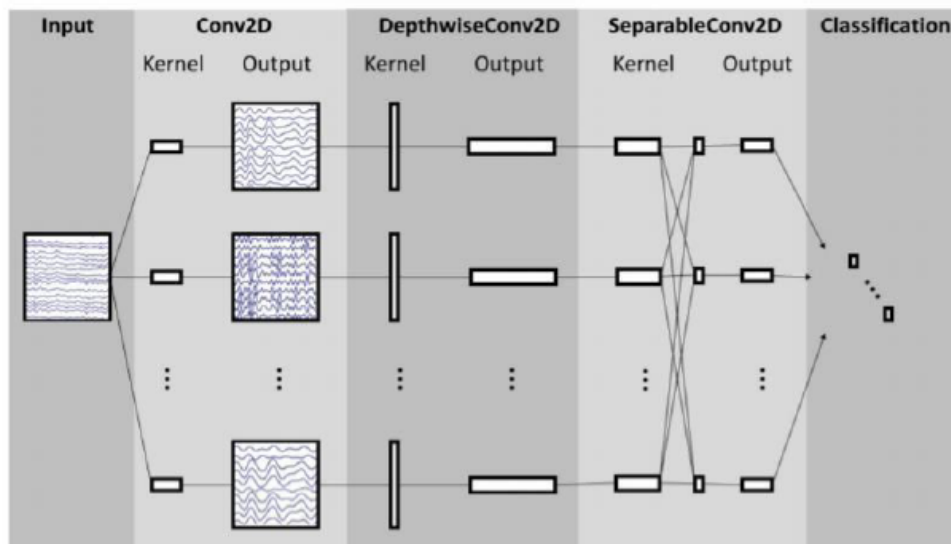 Input Conv2D DepthwiseConv2D SeparableConv2D Classification
Kernel Output Kernel Output Kernel Output